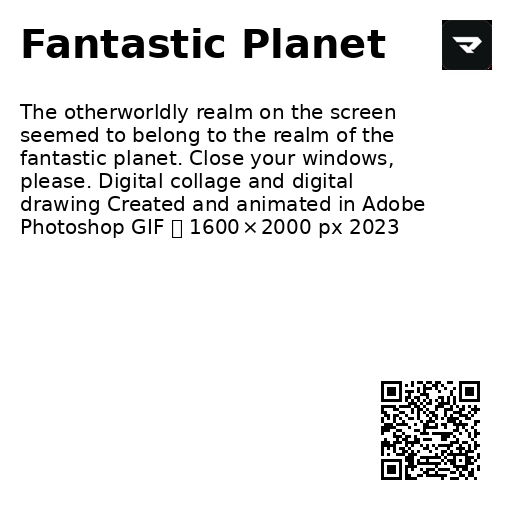 Fantastic Planet
The otherworldly realm on the screen
seemed to belong to the realm of the
fantastic planet. Close your windows,
please. Digital collage and digital
drawing Created and animated in Adobe
Photoshop GIF ▯ 1600×2000 px 2023